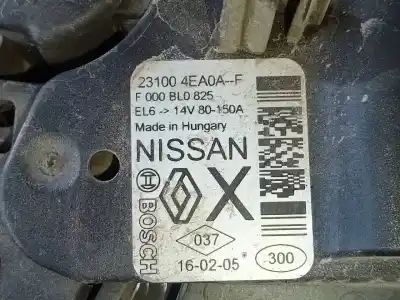 23100 4EA0A--F
F 000 BL0 825
EL6 -> 14V 80-150A
Made in Hungary
NISSAN
BOSCH
X
037
16-02-05*
300